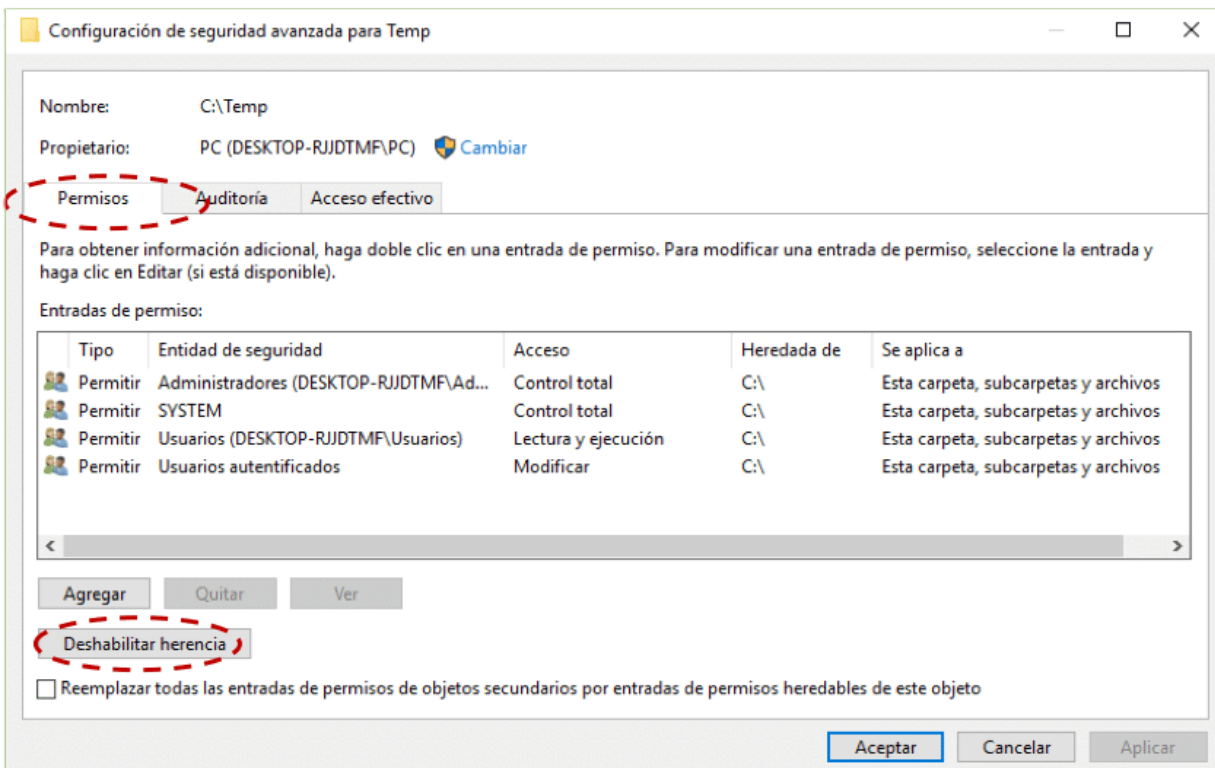 Configuración de seguridad avanzada para Temp
Nombre: C:\Temp
Propietario: PC (DESKTOP-RJJDTMF\PC) Cambiar
Permisos Auditoría Acceso efectivo
Para obtener información adicional, haga doble clic en una entrada de permiso. Para modificar una entrada de permiso, seleccione la entrada y
haga clic en Editar (si está disponible).
Entradas de permiso:
Tipo Entidad de seguridad Acceso Heredada de Se aplica a
Permitir Administradores (DESKTOP-RJJDTMF\Ad... Control total C:\ Esta carpeta, subcarpetas y archivos
Permitir SYSTEM Control total C:\ Esta carpeta, subcarpetas y archivos
Permitir Usuarios (DESKTOP-RJJDTMF\Usuarios) Lectura y ejecución C:\ Esta carpeta, subcarpetas y archivos
Permitir Usuarios autentificados Modificar C:\ Esta carpeta, subcarpetas y archivos
Agregar Quitar Ver
Deshabilitar herencia
Reemplazar todas las entradas de permisos de objetos secundarios por entradas de permisos heredables de este objeto
Aceptar Cancelar Aplicar